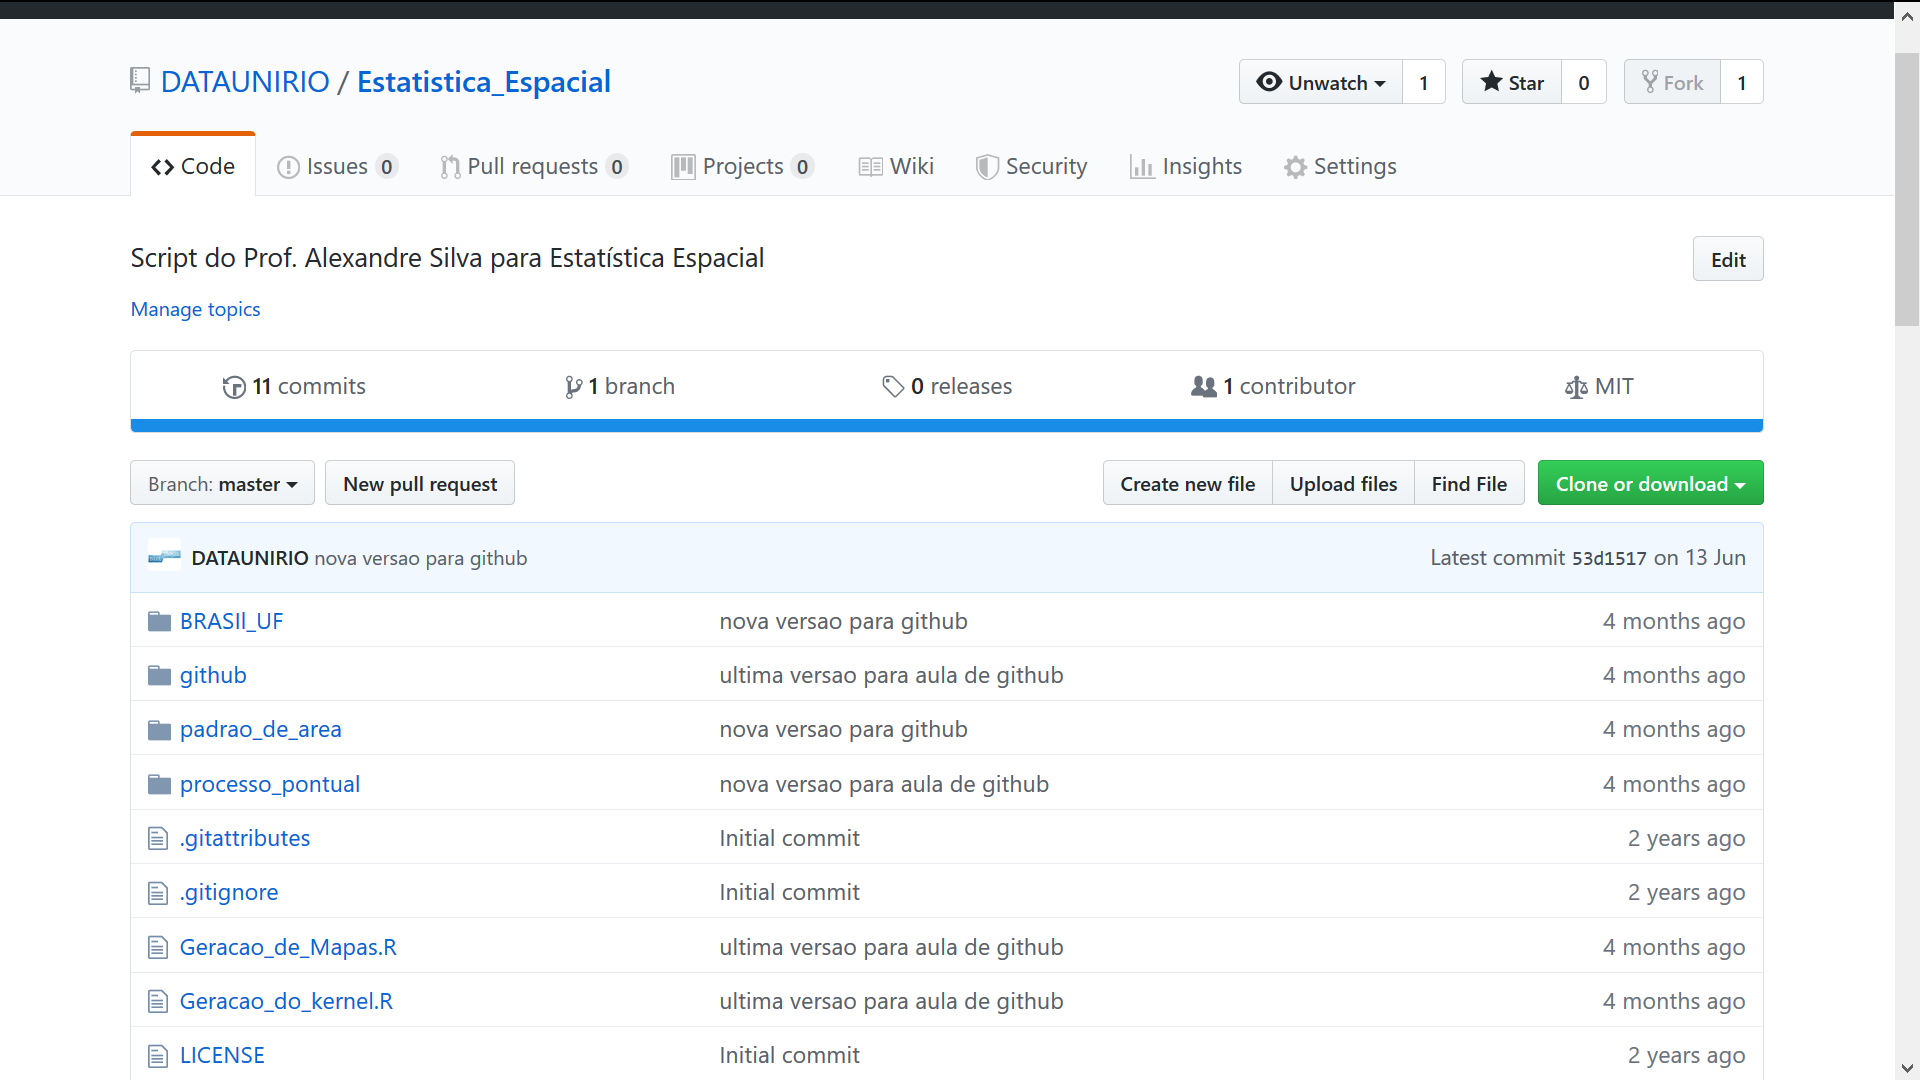 DATAUNIRIO / Estatistica_Espacial
Unwatch 1 Star 0 Fork 1
Code Issues 0 Pull requests 0 Projects 0 Wiki Security Insights Settings
Script do Prof. Alexandre Silva para Estatística Espacial
Edit
Manage topics
11 commits 1 branch 0 releases 1 contributor MIT
Branch: master New pull request Create new file Upload files Find File Clone or download
DATAUNIRIO nova versao para github Latest commit 53d1517 on 13 Jun
BRASIl_UF nova versao para github 4 months ago
github ultima versao para aula de github 4 months ago
padrao_de_area nova versao para github 4 months ago
processo_pontual nova versao para aula de github 4 months ago
.gitattributes Initial commit 2 years ago
.gitignore Initial commit 2 years ago
Geracao_de_Mapas.R ultima versao para aula de github 4 months ago
Geracao_do_kernel.R ultima versao para aula de github 4 months ago
LICENSE Initial commit 2 years ago